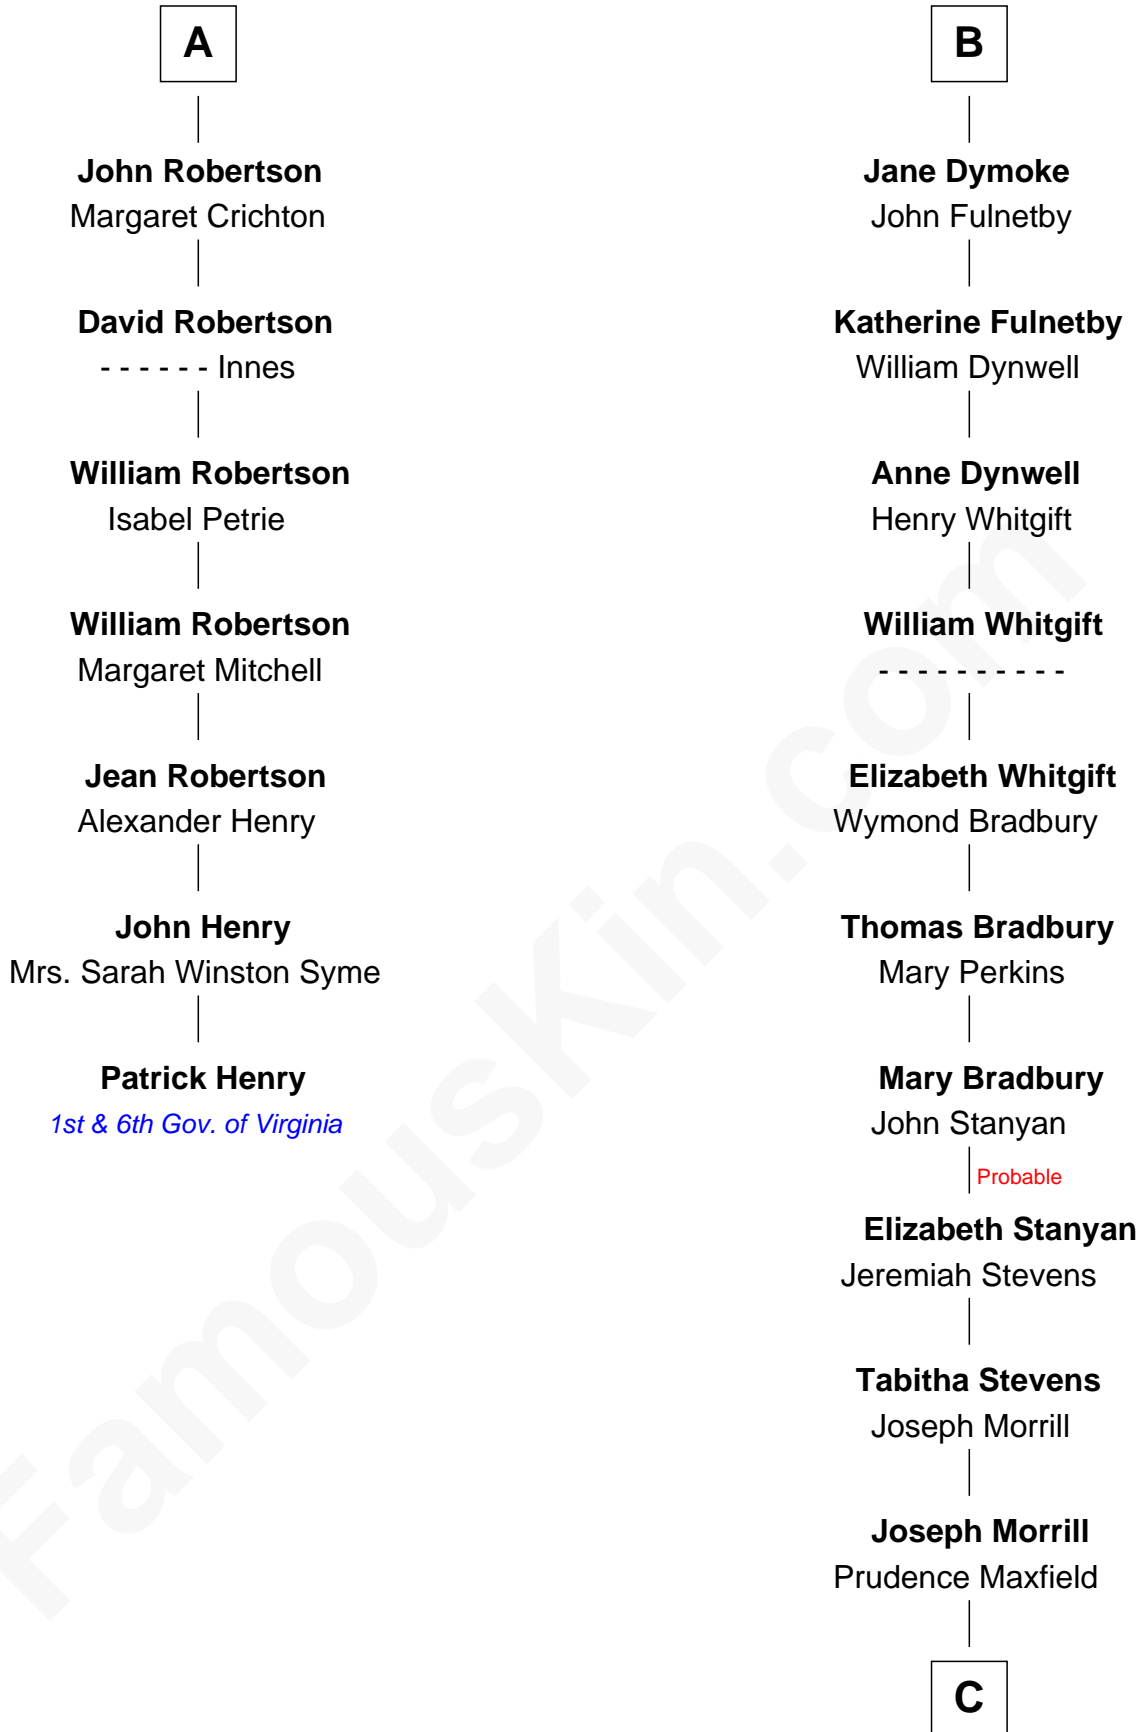 A
John Robertson
Margaret Crichton
David Robertson
- - - - - - Innes
William Robertson
Isabel Petrie
William Robertson
Margaret Mitchell
Jean Robertson
Alexander Henry
John Henry
Mrs. Sarah Winston Syme
Patrick Henry
1st & 6th Gov. of Virginia
B
Jane Dymoke
John Fulnetby
Katherine Fulnetby
William Dynwell
Anne Dynwell
Henry Whitgift
William Whitgift
- - - - - - - - - -
Elizabeth Whitgift
Wymond Bradbury
Thomas Bradbury
Mary Perkins
Mary Bradbury
John Stanyan
Probable
Elizabeth Stanyan
Jeremiah Stevens
Tabitha Stevens
Joseph Morrill
Joseph Morrill
Prudence Maxfield
C
FamousKin.com